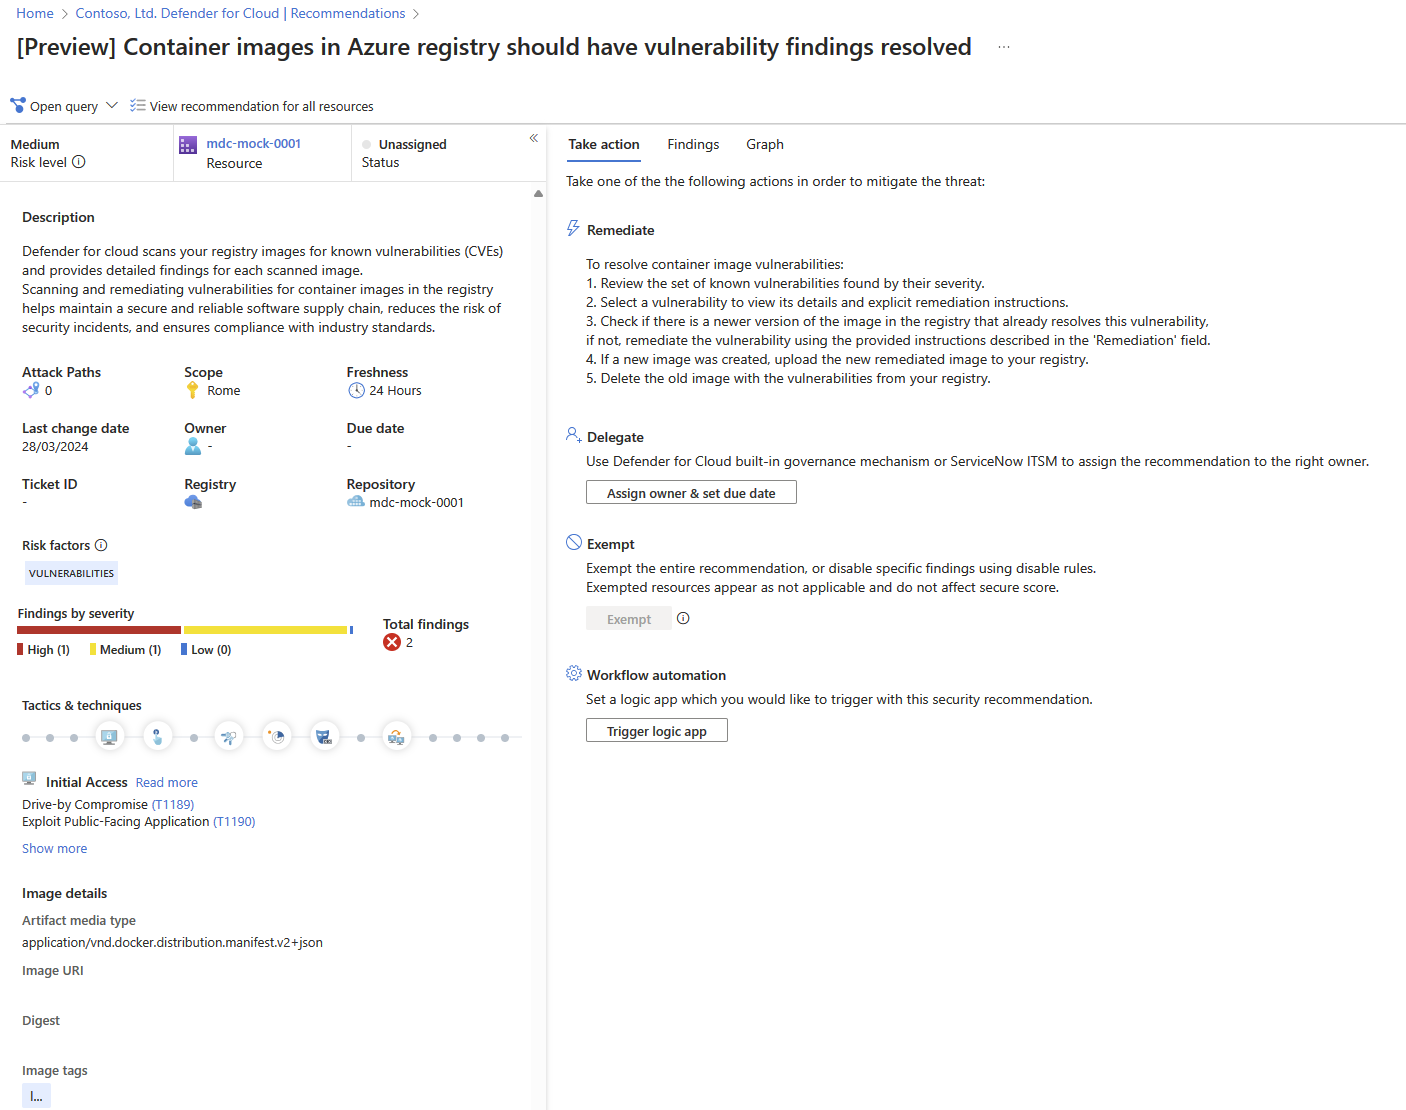 Home > Contoso, Ltd. Defender for Cloud | Recommendations >
[Preview] Container images in Azure registry should have vulnerability findings resolved ...
Open query
View recommendation for all resources
Medium
Risk level
mdc-mock-0001
Resource
Unassigned
Status
Description
Defender for cloud scans your registry images for known vulnerabilities (CVEs)
and provides detailed findings for each scanned image.
Scanning and remediating vulnerabilities for container images in the registry
helps maintain a secure and reliable software supply chain, reduces the risk of
security incidents, and ensures compliance with industry standards.
Attack Paths
0
Scope
Rome
Freshness
24 Hours
Last change date
28/03/2024
Owner
-
Due date
-
Ticket ID
-
Registry
Repository
mdc-mock-0001
Risk factors
VULNERABILITIES
Findings by severity
High (1)
Medium (1)
Low (0)
Total findings
2
Tactics & techniques
Initial Access Read more
Drive-by Compromise (T1189)
Exploit Public-Facing Application (T1190)
Show more
Image details
Artifact media type
application/vnd.docker.distribution.manifest.v2+json
Image URI
Digest
Image tags
l...
Take action
Findings
Graph
Take one of the the following actions in order to mitigate the threat:
Remediate
To resolve container image vulnerabilities:
1. Review the set of known vulnerabilities found by their severity.
2. Select a vulnerability to view its details and explicit remediation instructions.
3. Check if there is a newer version of the image in the registry that already resolves this vulnerability,
if not, remediate the vulnerability using the provided instructions described in the 'Remediation' field.
4. If a new image was created, upload the new remediated image to your registry.
5. Delete the old image with the vulnerabilities from your registry.
Delegate
Use Defender for Cloud built-in governance mechanism or ServiceNow ITSM to assign the recommendation to the right owner.
Assign owner & set due date
Exempt
Exempt the entire recommendation, or disable specific findings using disable rules.
Exempted resources appear as not applicable and do not affect secure score.
Exempt
Workflow automation
Set a logic app which you would like to trigger with this security recommendation.
Trigger logic app